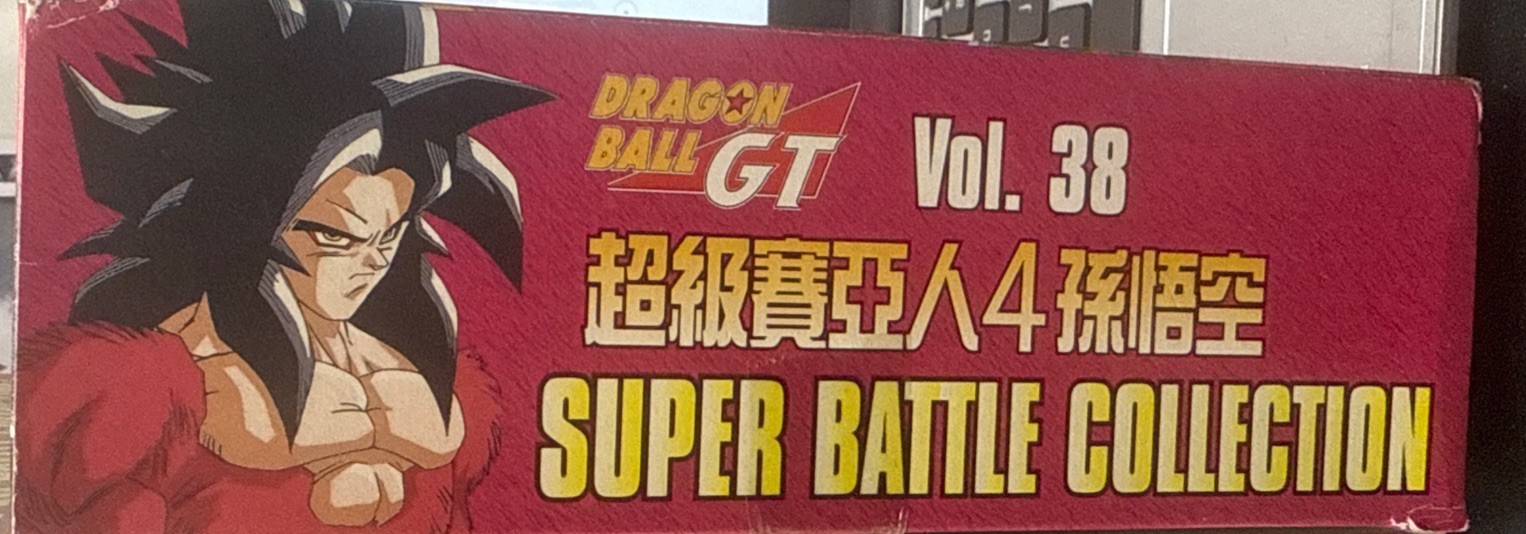 DRAGON
BALL GT
Vol. 38
超級賽亞人4孫悟空
SUPER BATTLE COLLECTION